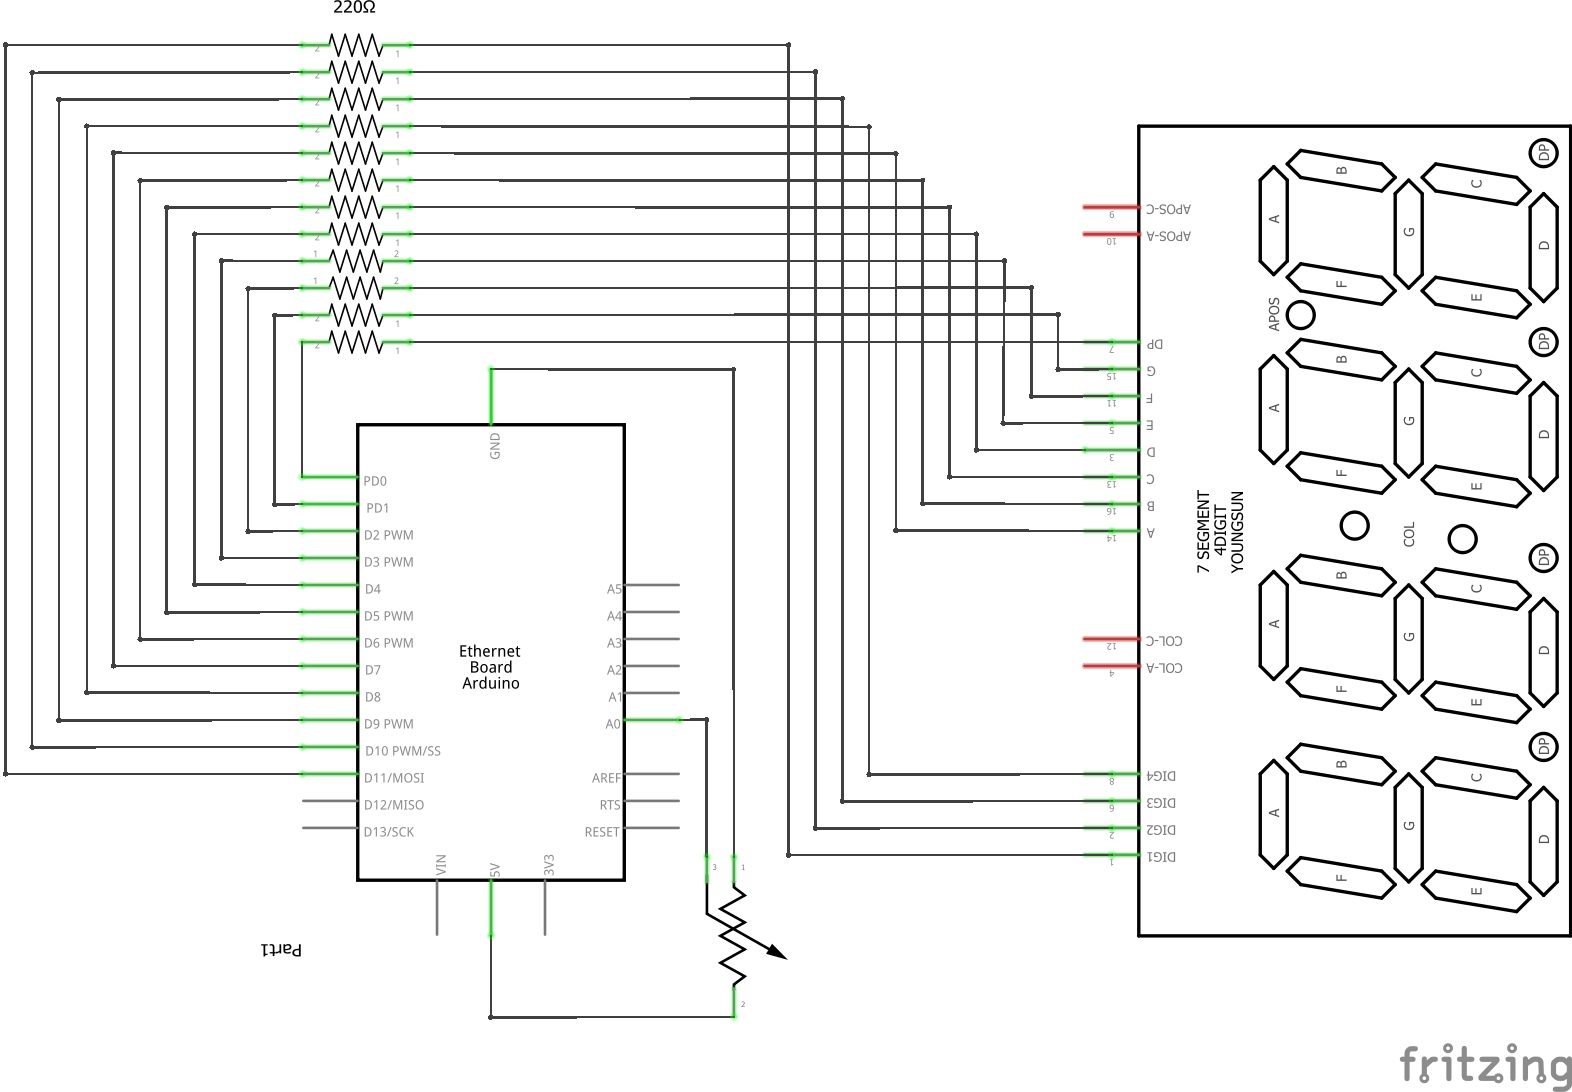 220Ω
2 1
2 1
2 1
2 1
2 1
2 1
2 1
2 1
1 2
1 2
2 1
2 1
GND
PD0
PD1
D2 PWM
D3 PWM
D4
D5 PWM
D6 PWM
D7
D8
D9 PWM
D10 PWM/SS
D11/MOSI
D12/MISO
D13/SCK
Ethernet
Board
Arduino
A5
A4
A3
A2
A1
A0
AREF
RTS
RESET
VIN
5V
3V3
Part1
3
1
2
APOS-C
9
APOS-A
10
DP
7
G
15
F
11
E
5
D
3
C
13
B
16
A
14
COL-C
12
COL-A
4
DIG4
8
DIG3
6
DIG2
2
DIG1
1
7 SEGMENT
4DIGIT
YOUNGSUN
A
B
C
D
E
F
G
DP
APOS
A
B
C
D
E
F
G
DP
COL
A
B
C
D
E
F
G
DP
A
B
C
D
E
F
G
DP
fritzing